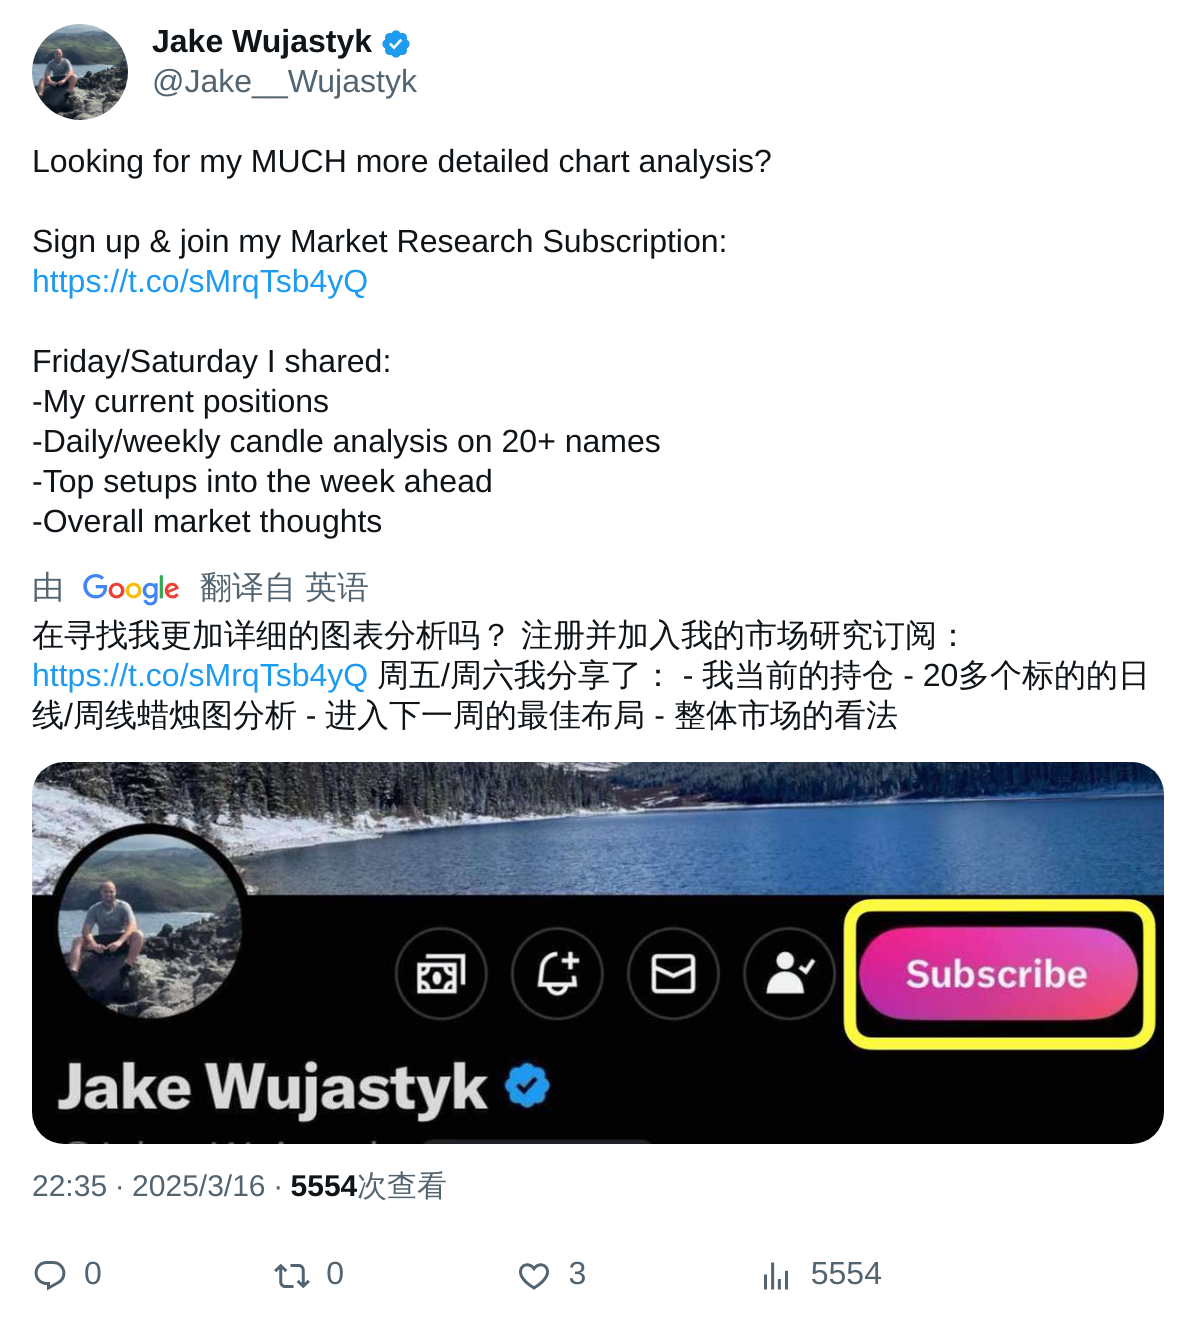 Jake Wujastyk
@Jake__Wujastyk
Looking for my MUCH more detailed chart analysis?
Sign up & join my Market Research Subscription:
https://t.co/sMrqTsb4yQ
Friday/Saturday I shared:
-My current positions
-Daily/weekly candle analysis on 20+ names
-Top setups into the week ahead
-Overall market thoughts
由 Google 翻译自 英语
在寻找我更加详细的图表分析吗？ 注册并加入我的市场研究订阅：
https://t.co/sMrqTsb4yQ 周五/周六我分享了： - 我当前的持仓 - 20多个标的的日
线/周线蜡烛图分析 - 进入下一周的最佳布局 - 整体市场的看法
Subscribe
Jake Wujastyk
22:35 · 2025/3/16 · 5554次查看
0 0 3 5554